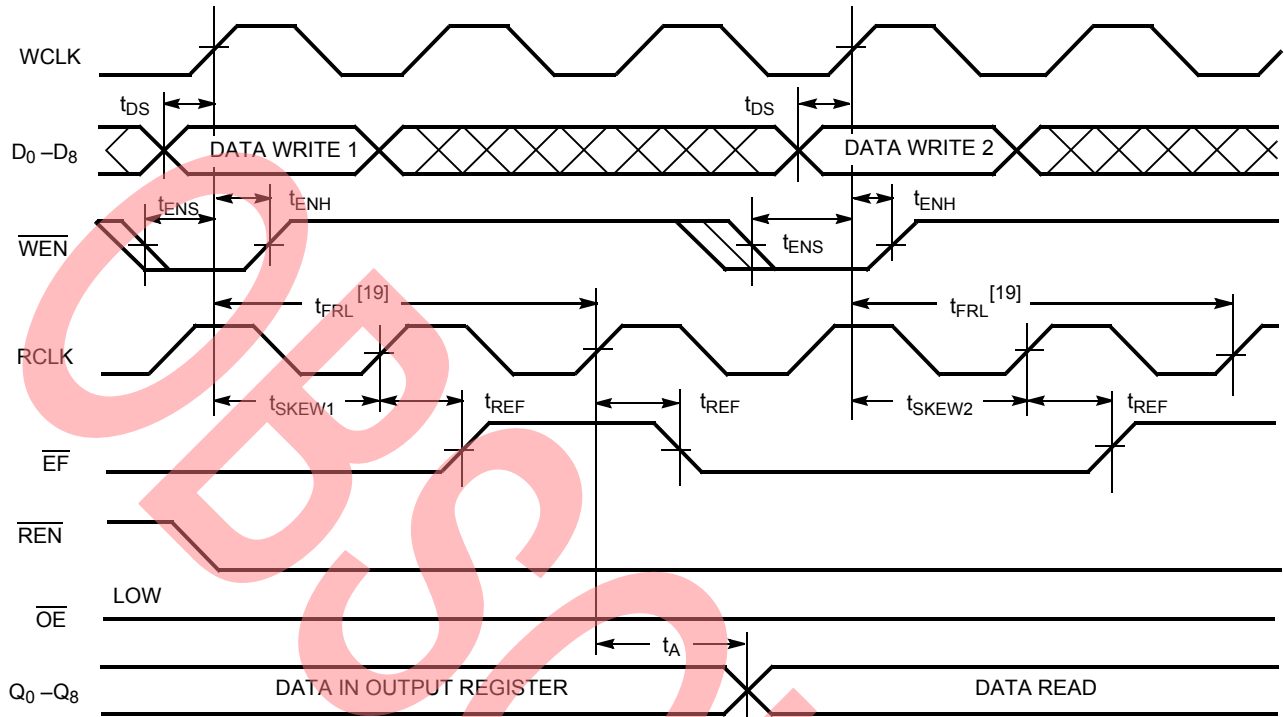 WCLK
tDS tDS
D0 –D8 DATA WRITE 1 DATA WRITE 2
tENS tENH tENS tENH
WEN
tFRL [19] tFRL [19]
RCLK
tSKEW1 tREF tREF tSKEW2 tREF
EF
REN
LOW
OE
tA
Q0 –Q8 DATA IN OUTPUT REGISTER DATA READ